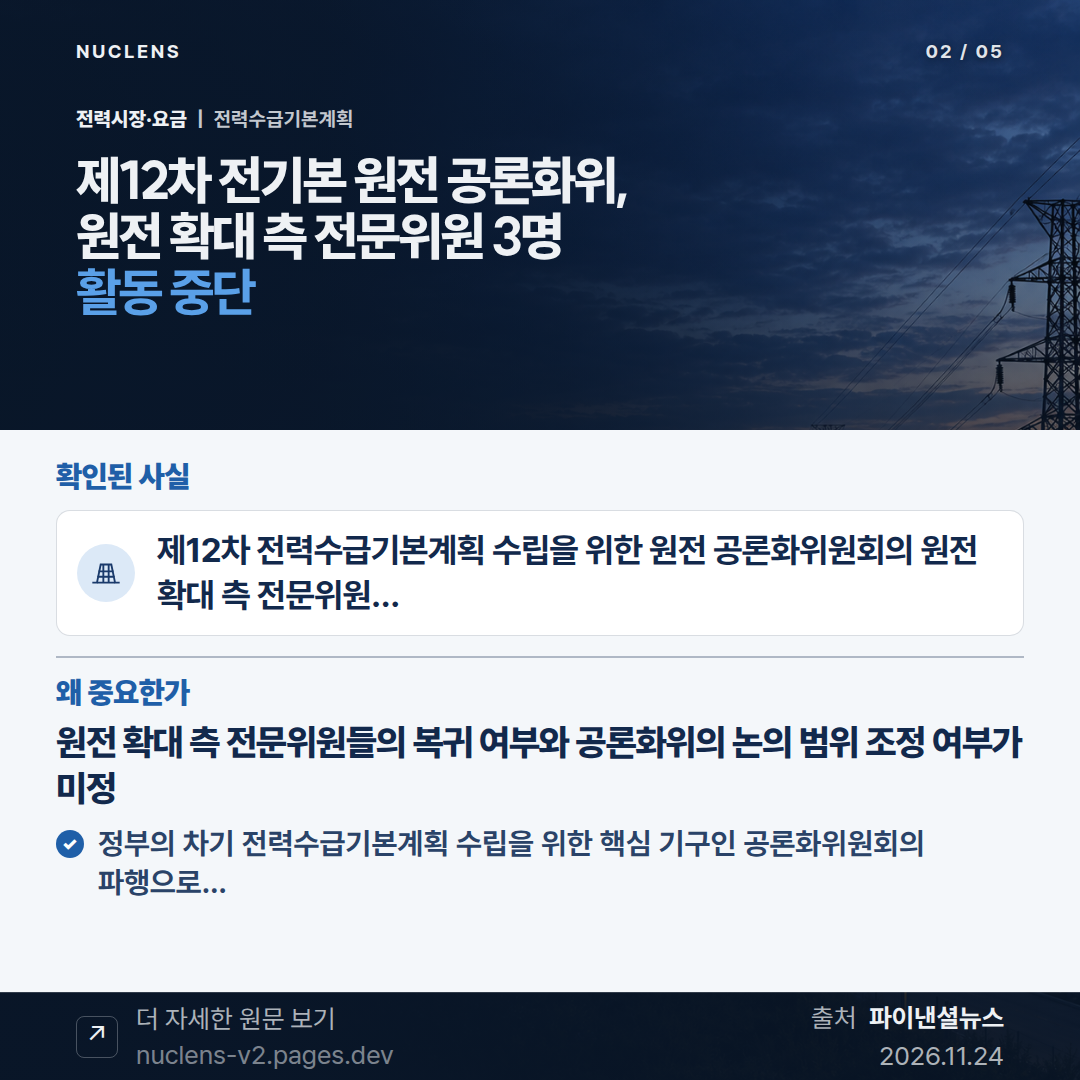 NUCLENS
02 / 05
전력시장·요금 | 전력수급기본계획
제12차 전기본 원전 공론화위,
원전 확대 측 전문위원 3명
활동 중단
확인된 사실
제12차 전력수급기본계획 수립을 위한 원전 공론화위원회의 원전
확대 측 전문위원...
왜 중요한가
원전 확대 측 전문위원들의 복귀 여부와 공론화위의 논의 범위 조정 여부가
미정
정부의 차기 전력수급기본계획 수립을 위한 핵심 기구인 공론화위원회의
파행으로...
더 자세한 원문 보기
nuclens-v2.pages.dev
출처 파이낸셜뉴스
2026.11.24